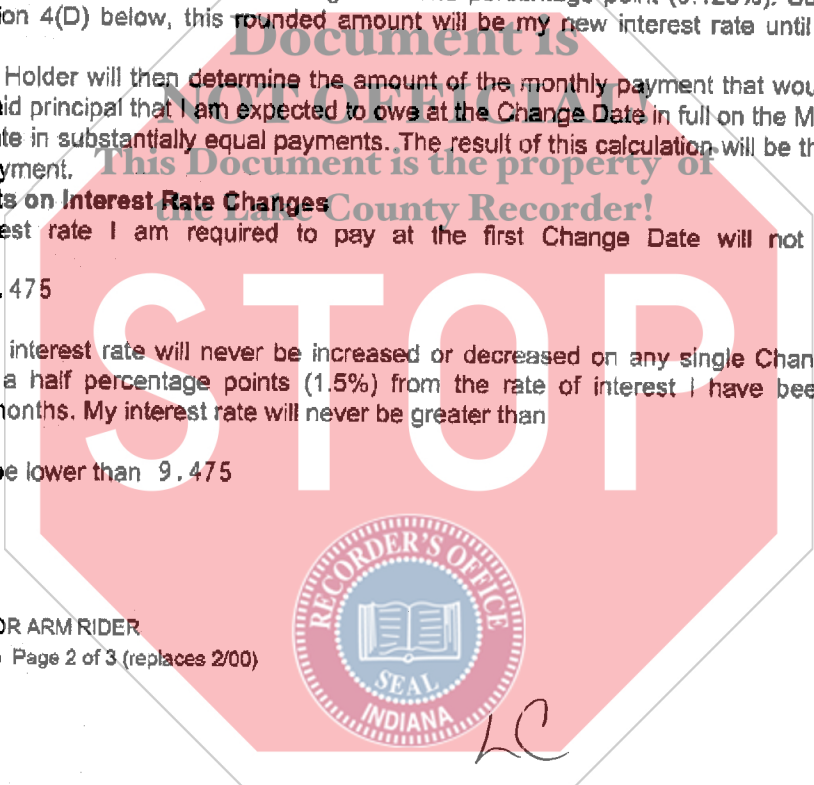 percentage point (0.125%).
ion 4(D) below, this rounded amount will be my new interest rate until
Document is
Holder will then determine the amount of the monthly payment that wou
id principal that I am expected to owe at the Change Date in full on the M
NOT OFFICIAL!
te in substantially equal payments. The result of this calculation will be th
This Document is the property of
yment.
ts on Interest Rate Changes
the Lake County Recorder!
est rate I am required to pay at the first Change Date will not
.475
STOP
interest rate will never be increased or decreased on any single Chan
a half percentage points (1.5%) from the rate of interest I have bee
nonths. My interest rate will never be greater than
e lower than 9.475
RECORDER'S OFFICE
SEAL
INDIANA
OR ARM RIDER
Page 2 of 3 (replaces 2/00)
LC